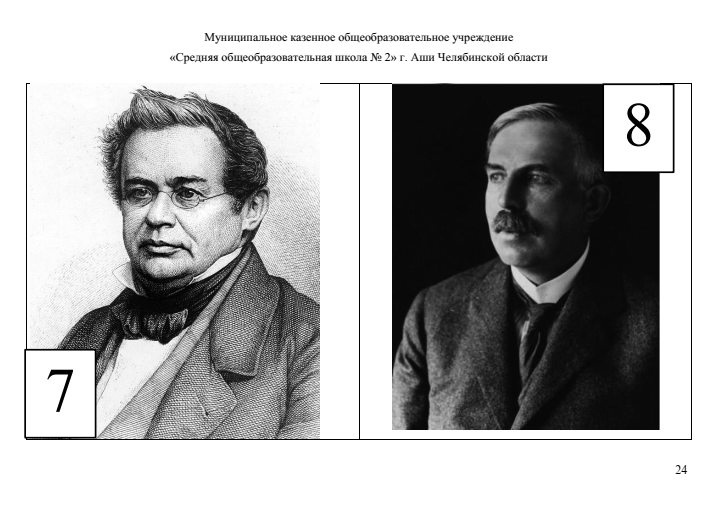 Муниципальное казенное общеобразовательное учреждение
«Средняя общеобразовательная школа № 2» г. Аши Челябинской области
8
7
24